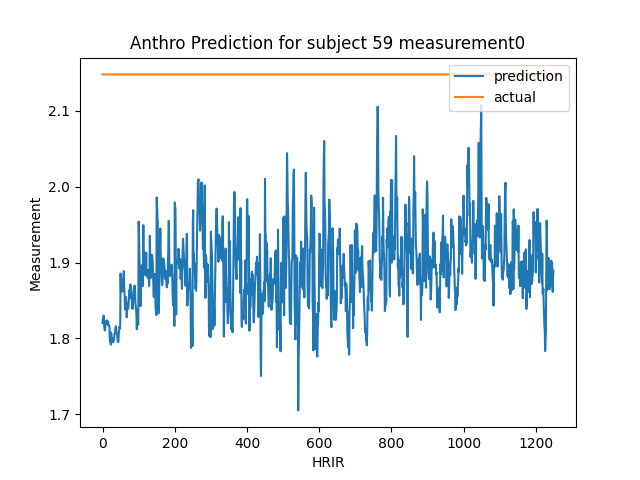 Anthro Prediction for subject 59 measurement0
prediction
actual
2.1
2.0
1.9
1.8
1.7
Measurement
0
200
400
600
800
1000
1200
HRIR